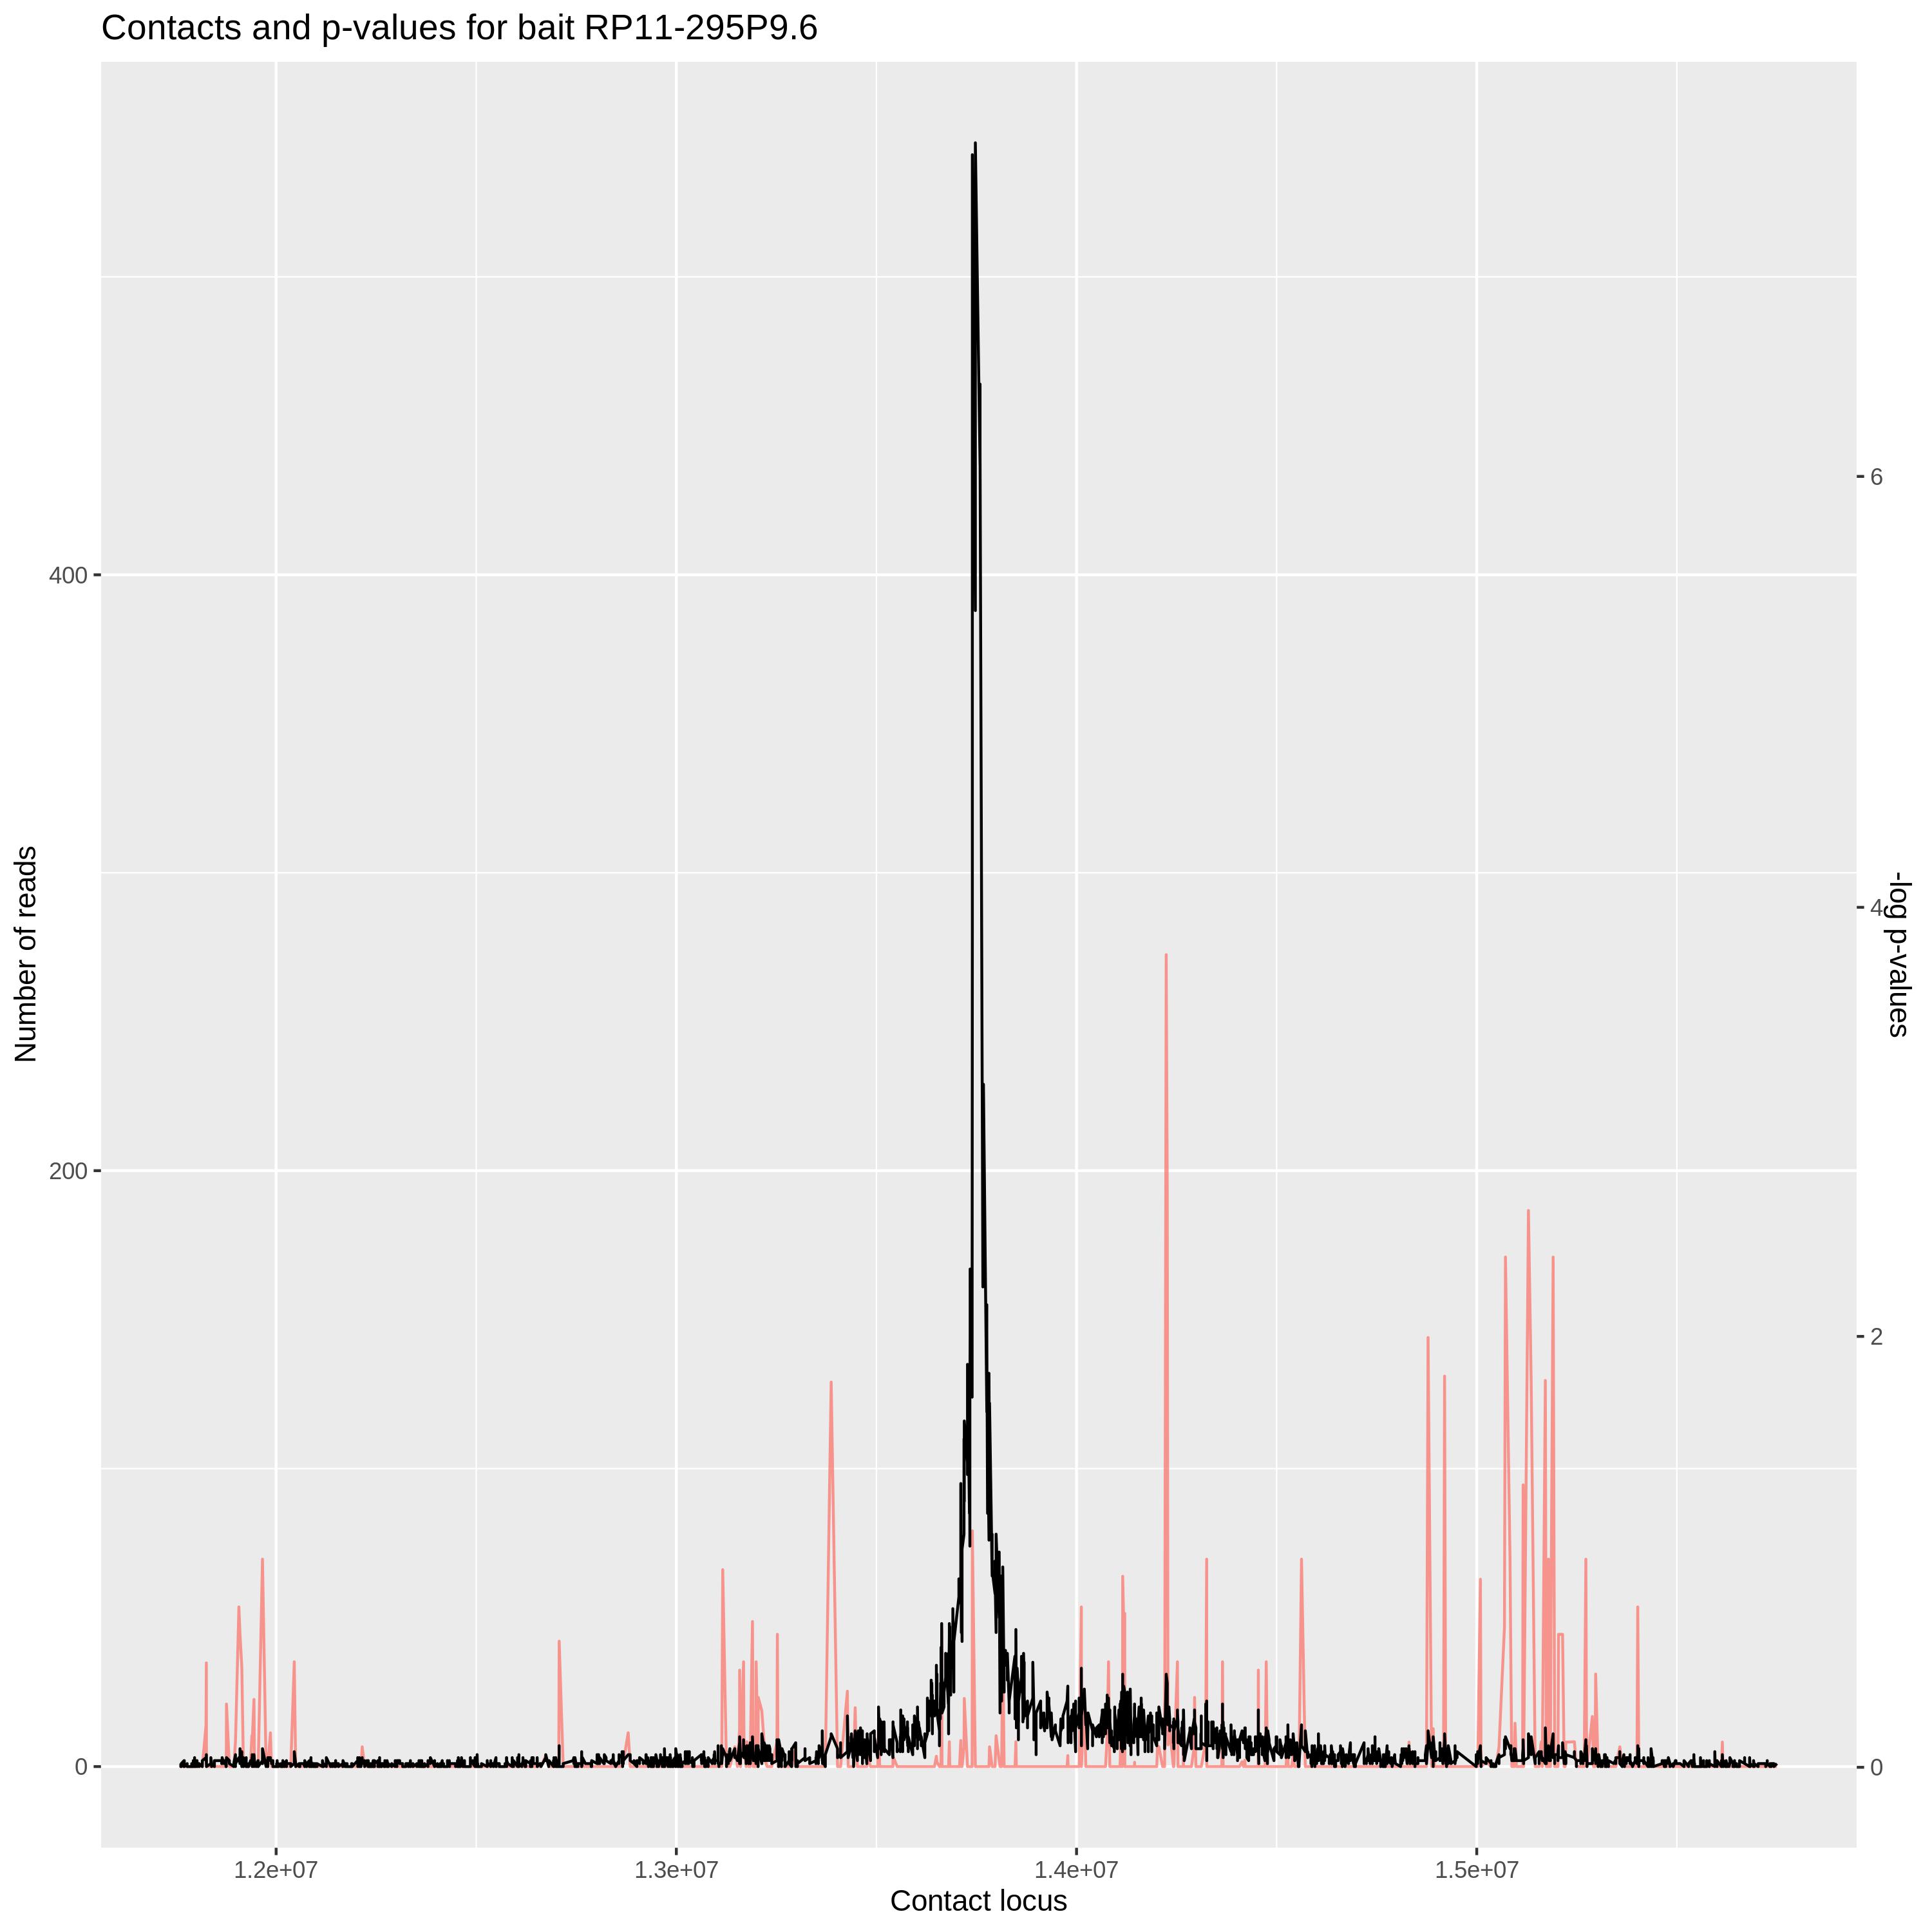 Contacts and p-values for bait RP11-295P9.6
Number of reads
400
200
0
6
4
2
0
-log p-values
1.2e+07 1.3e+07 1.4e+07 1.5e+07
Contact locus